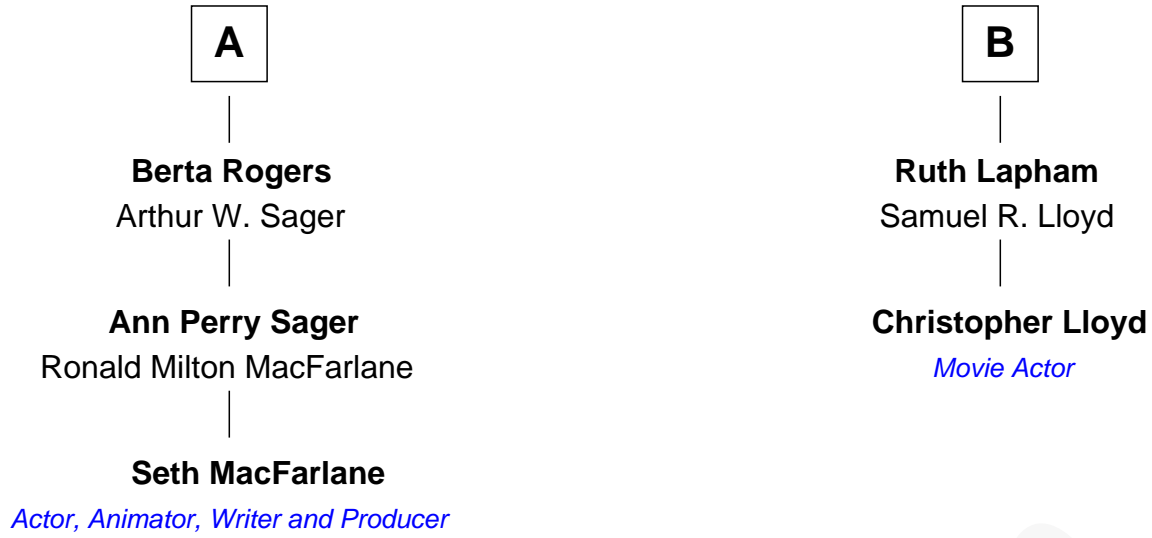 A
Berta Rogers
Arthur W. Sager
Ann Perry Sager
Ronald Milton MacFarlane
Seth MacFarlane
Actor, Animator, Writer and Producer
B
Ruth Lapham
Samuel R. Lloyd
Christopher Lloyd
Movie Actor